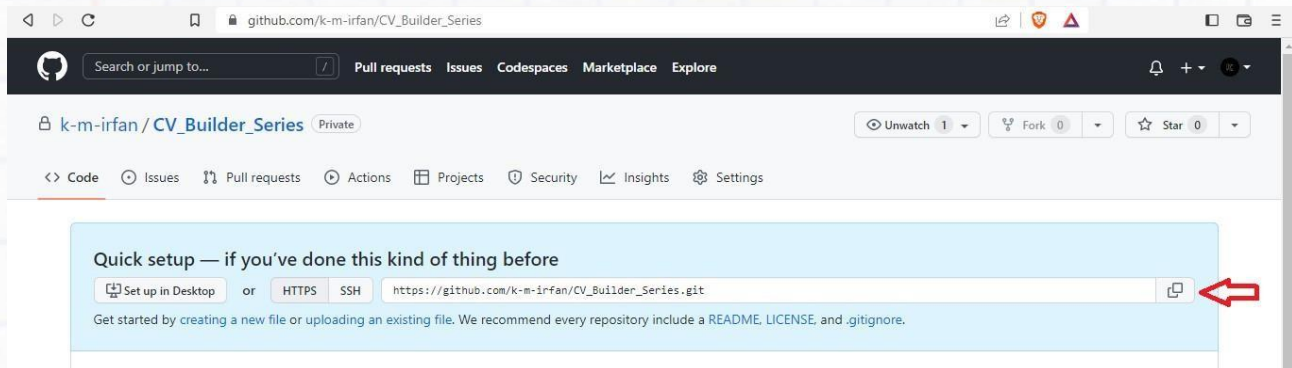 github.com/k-m-irfan/CV_Builder_Series
Search or jump to... / Pull requests Issues Codespaces Marketplace Explore
k-m-irfan / CV_Builder_Series Private Unwatch 1 Fork 0 Star 0
<> Code Issues Pull requests Actions Projects Security Insights Settings
Quick setup — if you’ve done this kind of thing before
Set up in Desktop or HTTPS SSH https://github.com/k-m-irfan/CV_Builder_Series.git
Get started by creating a new file or uploading an existing file. We recommend every repository include a README, LICENSE, and .gitignore.